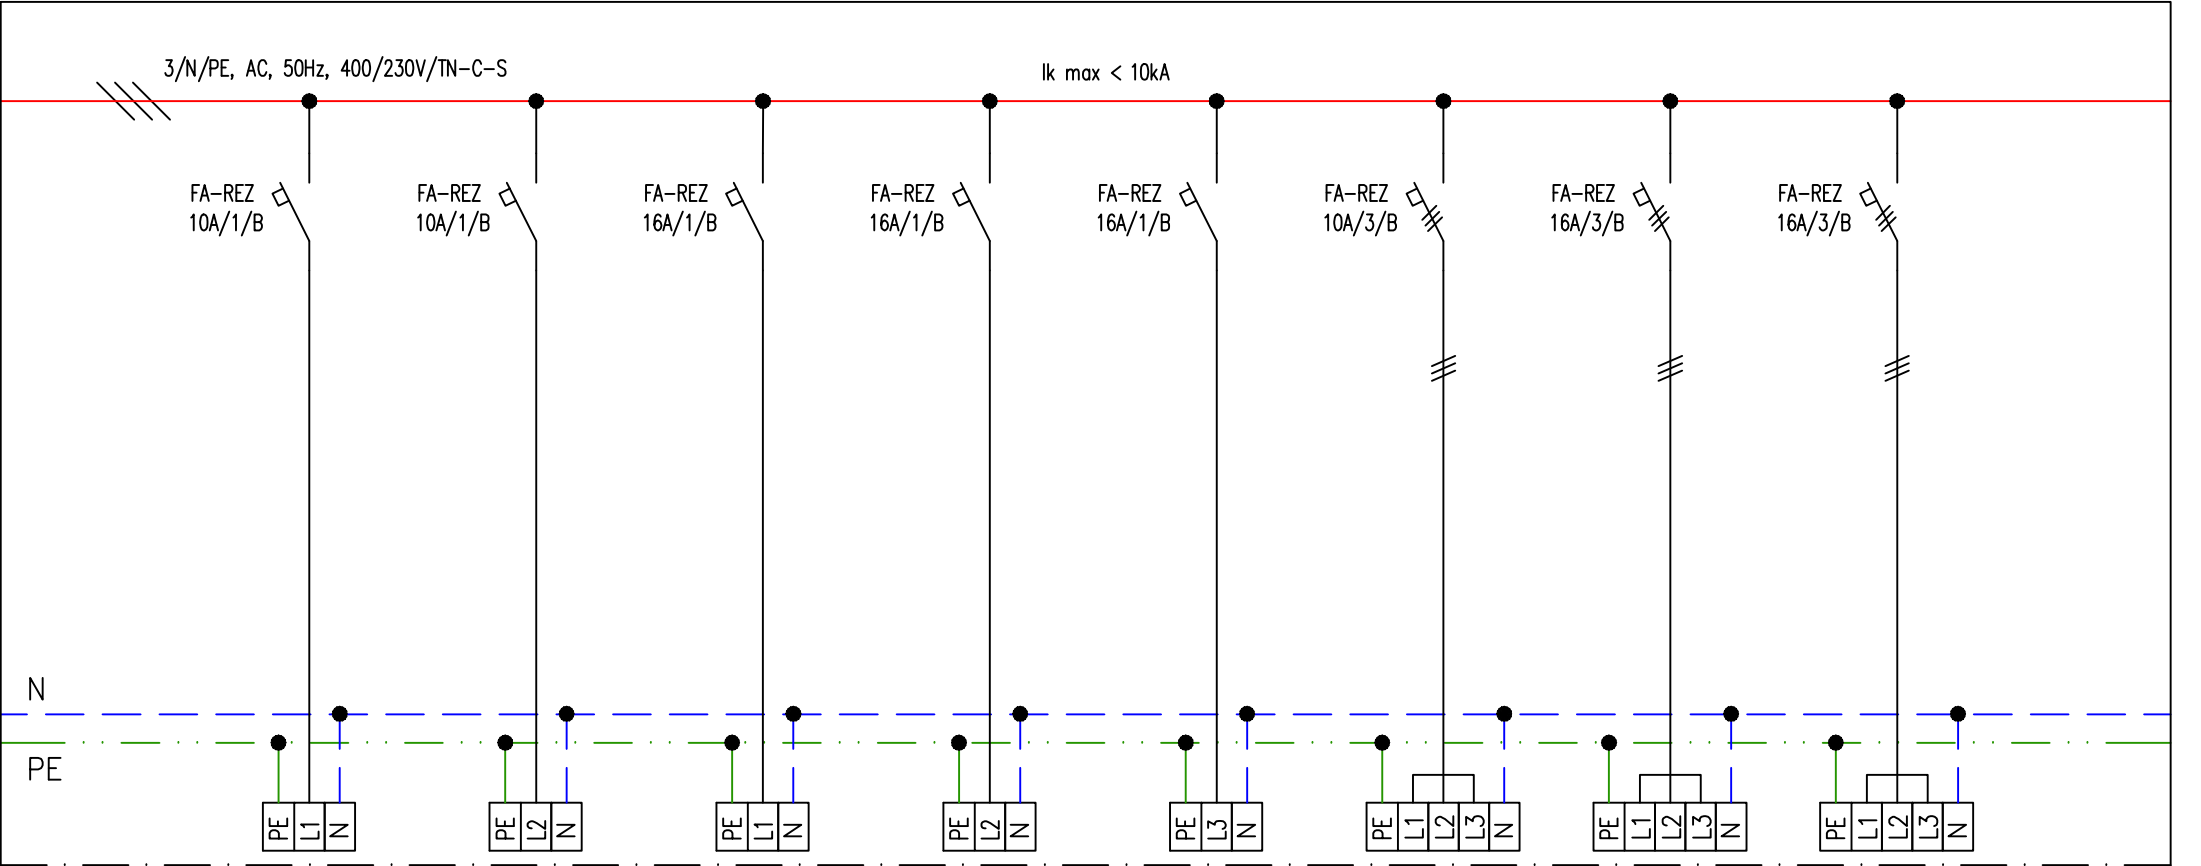 3/N/PE, AC, 50Hz, 400/230V/TN-C-S
Ik max < 10kA
FA-REZ
10A/1/B
FA-REZ
10A/1/B
FA-REZ
16A/1/B
FA-REZ
16A/1/B
FA-REZ
16A/1/B
FA-REZ
10A/3/B
FA-REZ
16A/3/B
FA-REZ
16A/3/B
N
PE
PE L1 N
PE L2 N
PE L1 N
PE L2 N
PE L3 N
PE L1 L2 L3 N
PE L1 L2 L3 N
PE L1 L2 L3 N